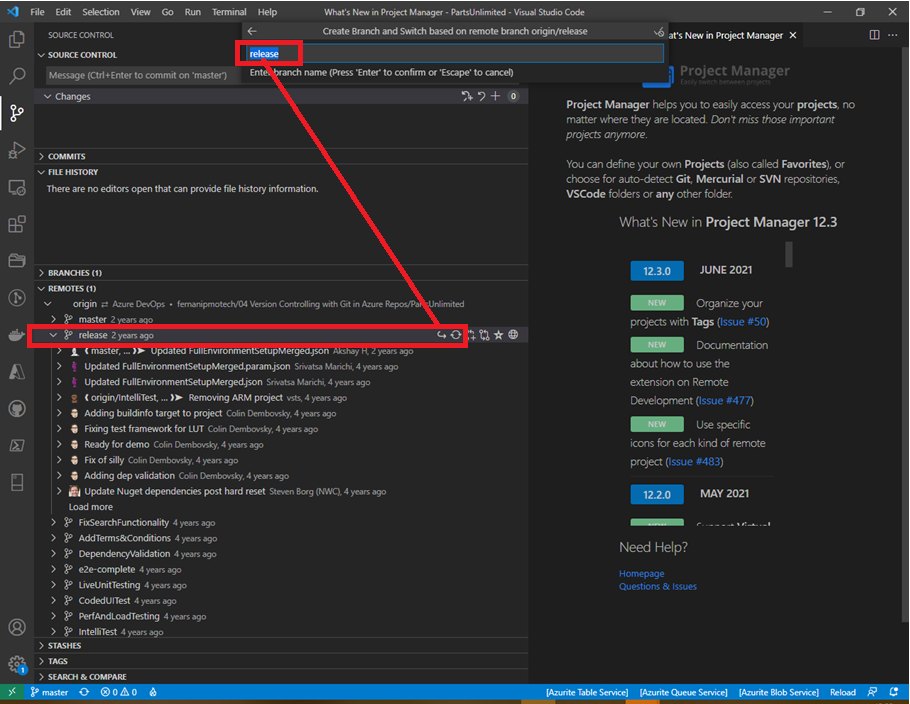 File Edit Selection View Go Run Terminal Help What's New in Project Manager - PartsUnlimited - Visual Studio Code
SOURCE CONTROL
Create Branch and Switch based on remote branch origin/release
release
Enter branch name (Press 'Enter' to confirm or 'Escape' to cancel)
SOURCE CONTROL
Message (Ctrl+Enter to commit on 'master')
Changes 0
COMMITS
FILE HISTORY
There are no editors open that can provide file history information.
BRANCHES (1)
REMOTES (1)
origin ⇄ Azure DevOps • fernanipmotech/04 Version Controlling with Git in Azure Repos/PartsUnlimited
master 2 years ago
release 2 years ago
(master, ... ) Updated FullEnvironmentSetupMerged.json Akshay H, 2 years ago
Updated FullEnvironmentSetupMerged.param.json Srivatsa Marichi, 4 years ago
Updated FullEnvironmentSetupMerged.json Srivatsa Marichi, 4 years ago
(origin/IntelliTest, ... ) Removing ARM project vsts, 4 years ago
Adding buildinfo target to project Colin Dembovsky, 4 years ago
Fixing test framework for LUT Colin Dembovsky, 4 years ago
Ready for demo Colin Dembovsky, 4 years ago
Fix of silly Colin Dembovsky, 4 years ago
Adding dep validation Colin Dembovsky, 4 years ago
Update Nuget dependencies post hard reset Steven Borg (NWC), 4 years ago
Load more
FixSearchFunctionality 4 years ago
AddTerms&Conditions 4 years ago
DependencyValidation 4 years ago
e2e-complete 4 years ago
LiveUnitTesting 4 years ago
CodedUITest 4 years ago
PerfAndLoadTesting 4 years ago
IntelliTest 4 years ago
STASHES
TAGS
SEARCH & COMPARE
at's New in Project Manager
Project Manager
Easily switch between projects
Project Manager helps you to easily access your projects, no
matter where they are located. Don't miss those important
projects anymore.
You can define your own Projects (also called Favorites), or
choose for auto-detect Git, Mercurial or SVN repositories,
VSCode folders or any other folder.
What's New in Project Manager 12.3
12.3.0 JUNE 2021
NEW Organize your
projects with Tags (Issue #50)
NEW Documentation
about how to use the
extension on Remote
Development (Issue #477)
NEW Use specific
icons for each kind of remote
project (Issue #483)
12.2.0 MAY 2021
NEW Support Virtual
Need Help?
Homepage
Questions & Issues
1
master 0 0 [Azurite Table Service] [Azurite Queue Service] [Azurite Blob Service] Reload